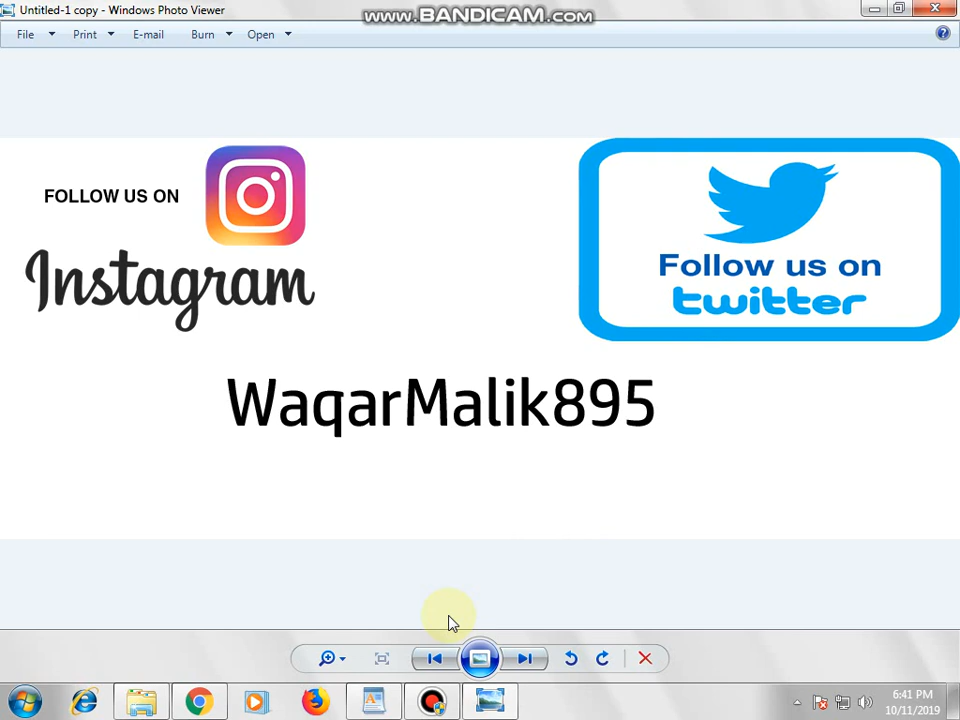 Untitled-1 copy - Windows Photo Viewer
www.BANDICAM.com
File Print E-mail Burn Open
FOLLOW US ON
Instagram
Follow us on
twitter
WaqarMalik895
6:41 PM
10/11/2019